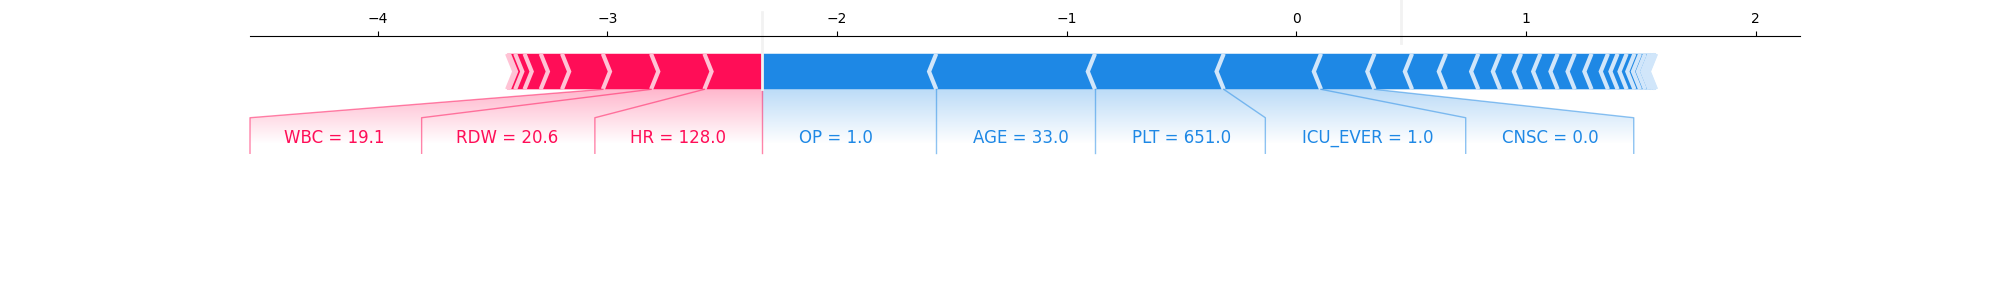 −4 −3 −2 −1 0 1 2
WBC = 19.1 RDW = 20.6 HR = 128.0 OP = 1.0 AGE = 33.0 PLT = 651.0 ICU_EVER = 1.0 CNSC = 0.0